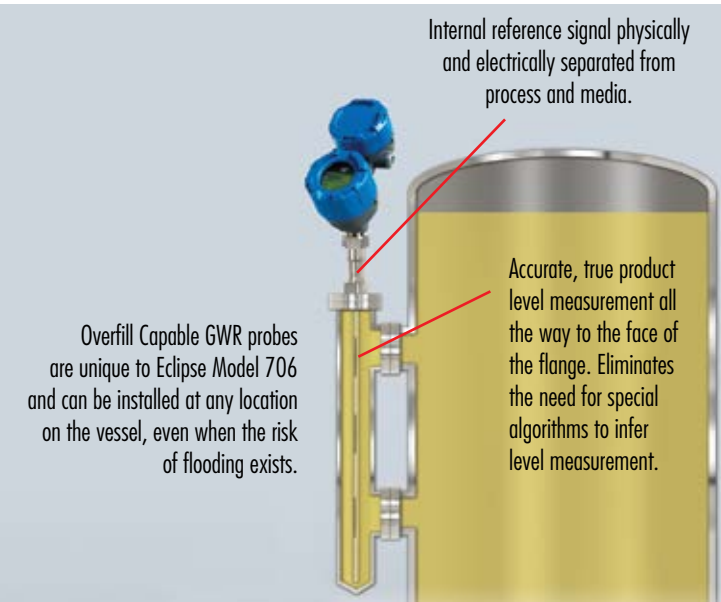 Internal reference signal physically
and electrically separated from
process and media.
Accurate, true product
level measurement all
the way to the face of
the flange. Eliminates
the need for special
algorithms to infer
level measurement.
Overfill Capable GWR probes
are unique to Eclipse Model 706
and can be installed at any location
on the vessel, even when the risk
of flooding exists.